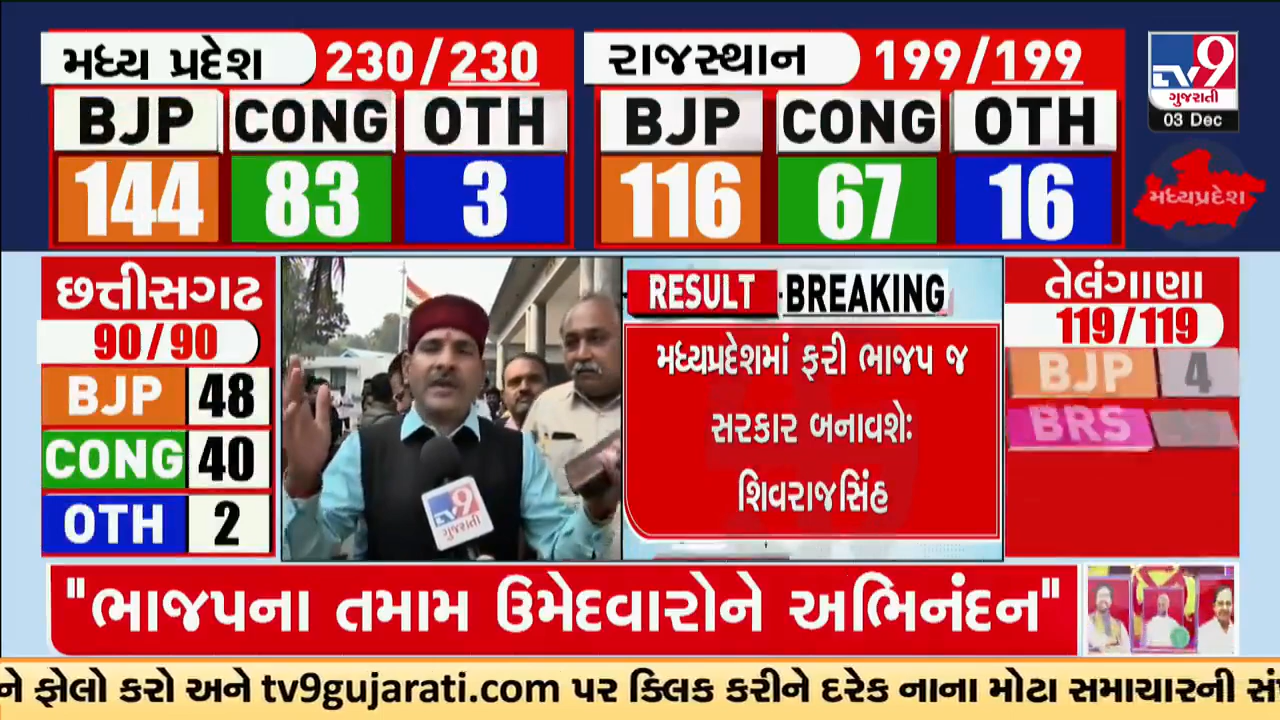 મધ્ય પ્રદેશ 230/230
BJP CONG OTH
144 83 3
રાજસ્થાન 199/199
BJP CONG OTH
116 67 16
TV9
ગુજરાતી
03 Dec
મધ્યપ્રદેશ
છત્તીસગઢ
90/90
BJP 48
CONG 40
OTH 2
TV9
ગુજરાતી
RESULT BREAKING
મધ્યપ્રદેશમાં ફરી ભાજપ જ
સરકાર બનાવશેઃ
શિવરાજસિંહ
તેલંગાણા
119/119
BJP 4
BRS
"ભાજપના તમામ ઉમેદવારોને અભિનંદન"
ને ફોલો કરો અને tv9gujarati.com પર ક્લિક કરીને દરેક નાના મોટા સમાચારની